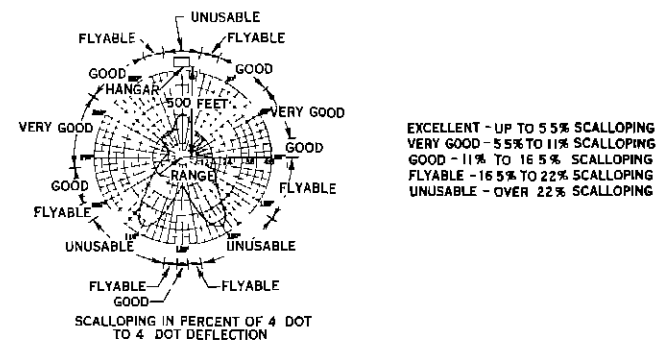 UNUSABLE
FLYABLE FLYABLE
GOOD GOOD
HANGAR
500 FEET
VERY GOOD VERY GOOD
GOOD
RANGE
GOOD FLYABLE
FLYABLE
UNUSABLE UNUSABLE
FLYABLE FLYABLE
GOOD
SCALLOPING IN PERCENT OF 4 DOT
TO 4 DOT DEFLECTION
EXCELLENT - UP TO 5 5% SCALLOPING
VERY GOOD - 5 5% TO 11% SCALLOPING
GOOD - 11% TO 16 5% SCALLOPING
FLYABLE - 16 5% TO 22% SCALLOPING
UNUSABLE - OVER 22% SCALLOPING